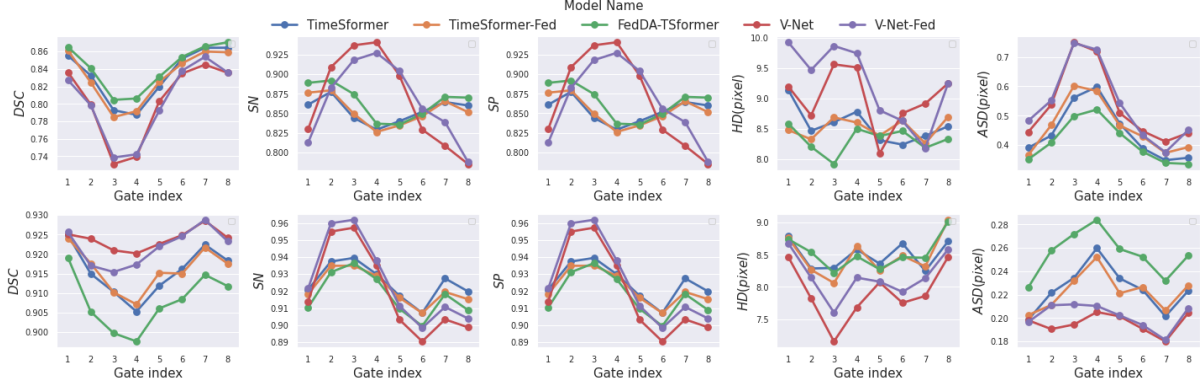 Model Name
TimeSformer TimeSformer-Fed FedDA-TSformer V-Net V-Net-Fed
DSC
0.86
0.84
0.82
0.80
0.78
0.76
0.74
1 2 3 4 5 6 7 8
Gate index
SN
0.925
0.900
0.875
0.850
0.825
0.800
1 2 3 4 5 6 7 8
Gate index
SP
0.925
0.900
0.875
0.850
0.825
0.800
1 2 3 4 5 6 7 8
Gate index
HD(pixel)
10.0
9.5
9.0
8.5
8.0
1 2 3 4 5 6 7 8
Gate index
ASD(pixel)
0.7
0.6
0.5
0.4
1 2 3 4 5 6 7 8
Gate index
DSC
0.930
0.925
0.920
0.915
0.910
0.905
0.900
1 2 3 4 5 6 7 8
Gate index
SN
0.96
0.95
0.94
0.93
0.92
0.91
0.90
0.89
1 2 3 4 5 6 7 8
Gate index
SP
0.96
0.95
0.94
0.93
0.92
0.91
0.90
0.89
1 2 3 4 5 6 7 8
Gate index
HD(pixel)
9.0
8.5
8.0
7.5
1 2 3 4 5 6 7 8
Gate index
ASD(pixel)
0.28
0.26
0.24
0.22
0.20
0.18
1 2 3 4 5 6 7 8
Gate index